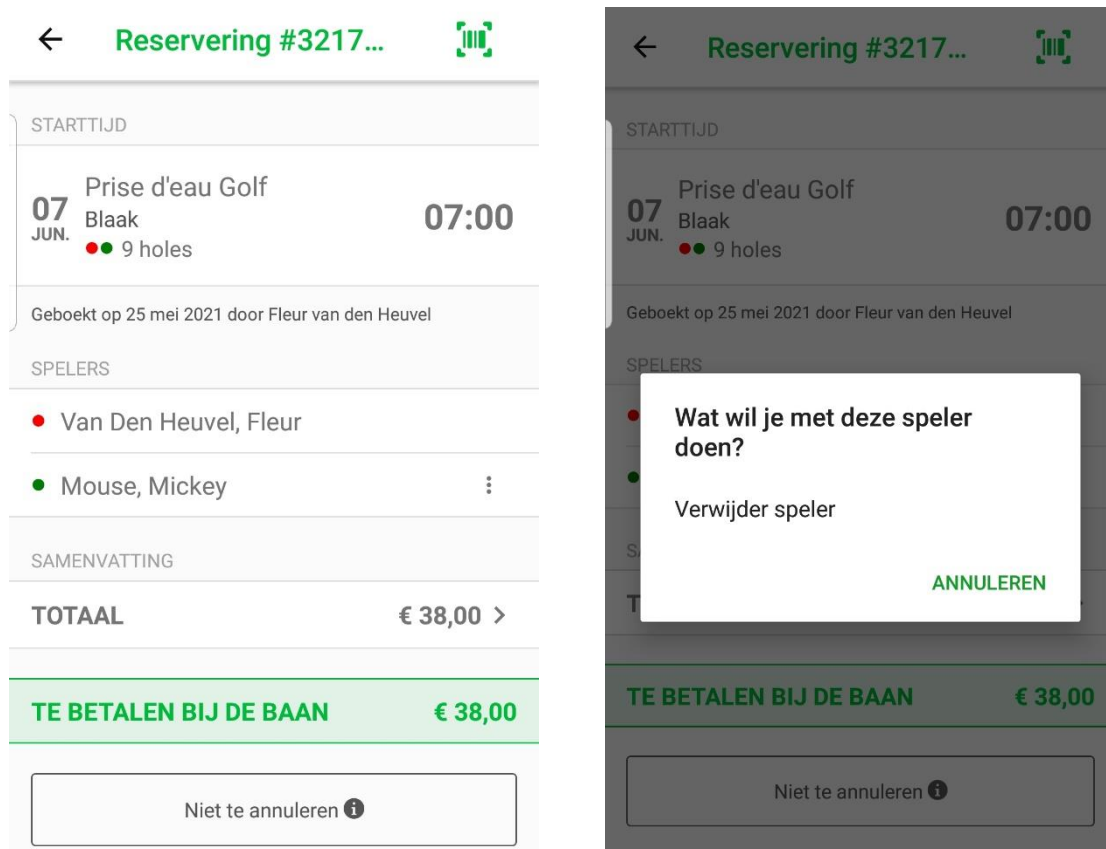 Reservering #3217...
STARTTIJD
07
JUN.
Prise d'eau Golf
Blaak
9 holes
07:00
Geboekt op 25 mei 2021 door Fleur van den Heuvel
SPELERS
Van Den Heuvel, Fleur
Mouse, Mickey
SAMENVATTING
TOTAAL € 38,00
TE BETALEN BIJ DE BAAN € 38,00
Niet te annuleren
Reservering #3217...
STARTTIJD
07
JUN.
Prise d'eau Golf
Blaak
9 holes
07:00
Geboekt op 25 mei 2021 door Fleur van den Heuvel
SPELERS
Wat wil je met deze speler
doen?
Verwijder speler
ANNULEREN
TE BETALEN BIJ DE BAAN € 38,00
Niet te annuleren